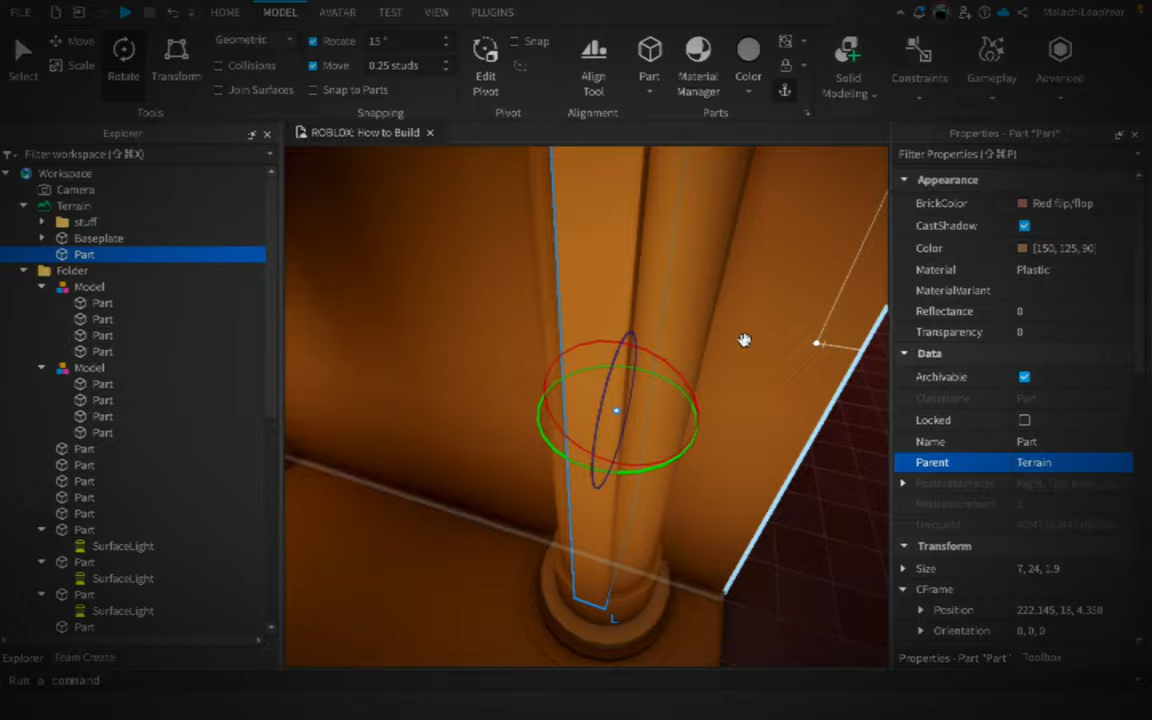 FILE HOME MODEL AVATAR TEST VIEW PLUGINS MalachiLeapYear
Select Move Scale Rotate Transform
Geometric
Collisions
Join Surfaces
Rotate 15 °
Move 0.25 studs
Snap to Parts
Edit Pivot
Snap
Align Tool
Part
Material Manager
Color
Solid Modeling
Constraints
Gameplay
Advanced
Tools Snapping Pivot Alignment Parts
Explorer
ROBLOX: How to Build
Properties - Part "Part"
Filter workspace (⇧⌘X)
Workspace
Camera
Terrain
stuff
Baseplate
Part
Folder
Model
Part
Part
Part
Part
Model
Part
Part
Part
Part
Part
Part
Part
Part
Part
Part
SurfaceLight
Part
SurfaceLight
Part
SurfaceLight
Part
Explorer Team Create
Run a command
L
Filter Properties (⇧⌘P)
Appearance
BrickColor Red flip/flop
CastShadow
Color [150, 125, 90]
Material Plastic
MaterialVariant
Reflectance 0
Transparency 0
Data
Archivable
Part
Locked
Name Part
Parent Terrain
Transform
Size 7, 24, 1.9
CFrame
Position 222.145, 18, 4.358
Orientation 0, 0, 0
Properties - Part "Part" Toolbox